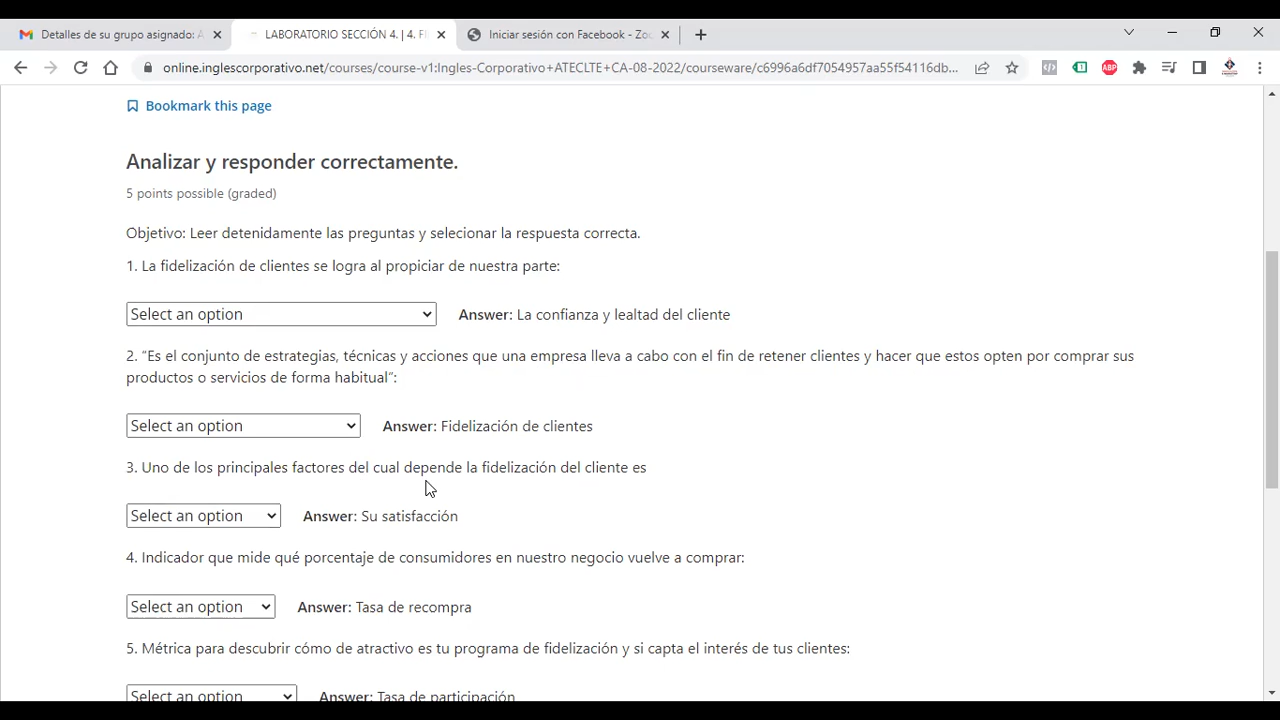 Detalles de su grupo asignado: A
LABORATORIO SECCIÓN 4. | 4. F
Iniciar sesión con Facebook - Zo
online.inglescorporativo.net/courses/course-v1:Ingles-Corporativo+ATECLTE+CA-08-2022/courseware/c6996a6df7054957aa55f54116db...
1
ABP
Bookmark this page
Analizar y responder correctamente.
5 points possible (graded)
Objetivo: Leer detenidamente las preguntas y selecionar la respuesta correcta.
1. La fidelización de clientes se logra al propiciar de nuestra parte:
Select an option Answer: La confianza y lealtad del cliente
2. “Es el conjunto de estrategias, técnicas y acciones que una empresa lleva a cabo con el fin de retener clientes y hacer que estos opten por comprar sus
productos o servicios de forma habitual”:
Select an option Answer: Fidelización de clientes
3. Uno de los principales factores del cual depende la fidelización del cliente es
Select an option Answer: Su satisfacción
4. Indicador que mide qué porcentaje de consumidores en nuestro negocio vuelve a comprar:
Select an option Answer: Tasa de recompra
5. Métrica para descubrir cómo de atractivo es tu programa de fidelización y si capta el interés de tus clientes:
Select an option Answer: Tasa de participación